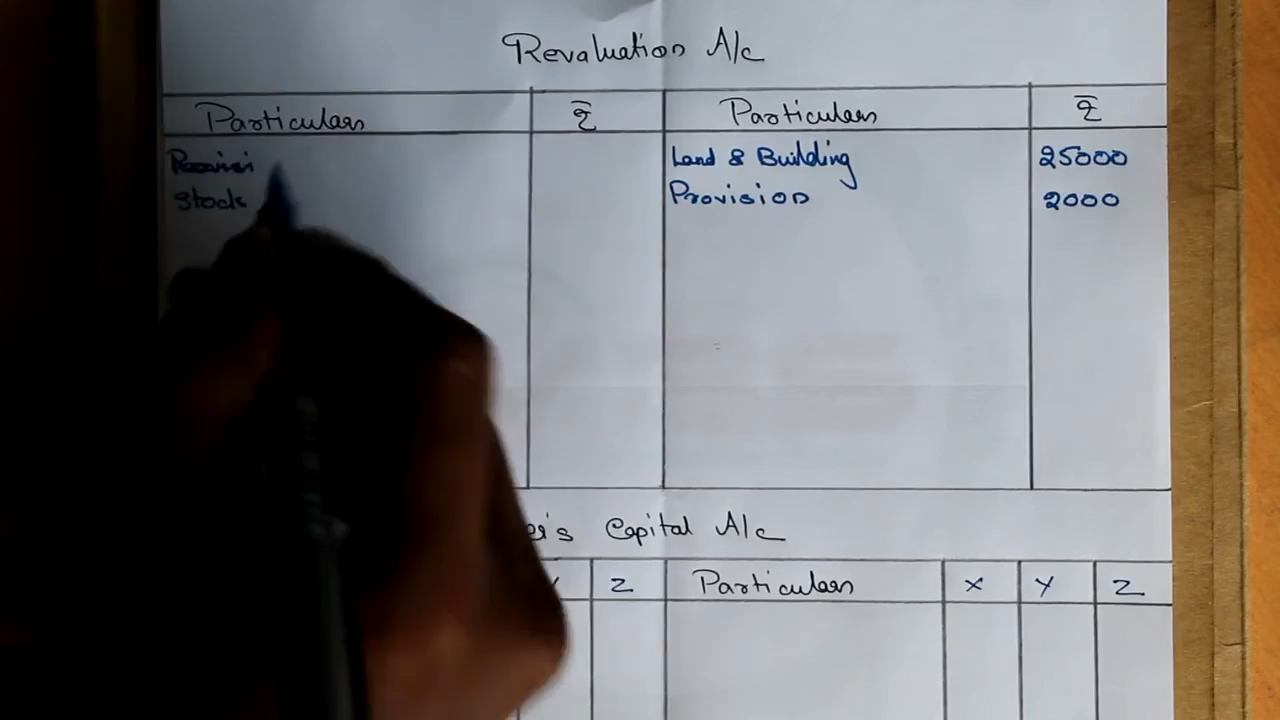 Revaluation A/c
Particulars ₹ Particulars ₹
Land & Building 25000
Stock Provision 2000
Capital A/c
Z Particulars X Y Z